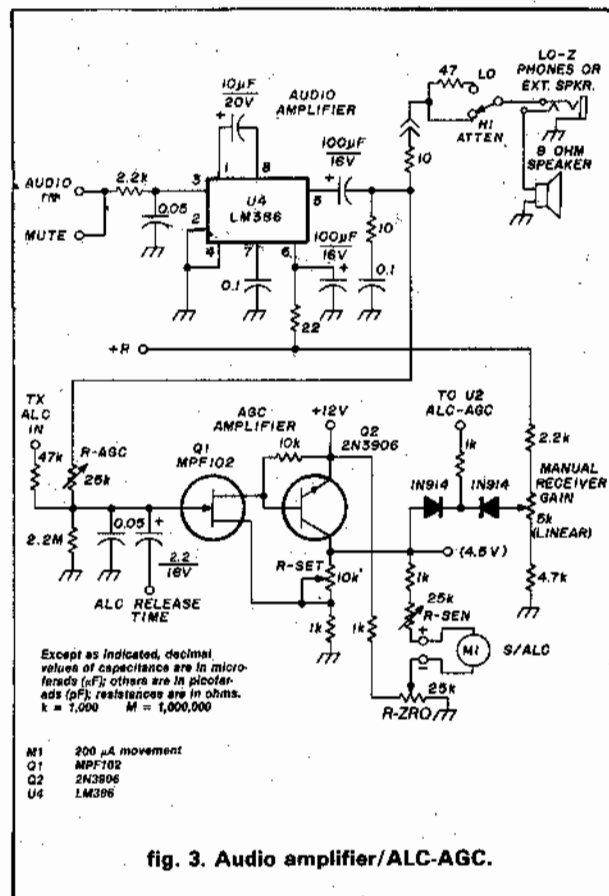 LO-Z
PHONES OR
EXT. SPKR.
47
LO
HI
ATTEN
8 OHM
SPEAKER
10
10µF
20V
+
AUDIO
AMPLIFIER
1
8
100µF
16V
+
AUDIO
MUTE
2.2k
3
0.05
2
U4
LM386
5
4
7
6
0.1
100µF
16V
+
10
0.1
22
+R
TX
ALC
IN
47k
R-AGC
25k
2.2M
0.05
+
2.2
16V
ALC RELEASE
TIME
AGC
AMPLIFIER
+12V
Q1
MPF102
10k
Q2
2N3906
TO U2
ALC-AGC
1k
1N914
1N914
2.2k
MANUAL
RECEIVER
GAIN
5k
(LINEAR)
4.7k
(4.5V)
R-SET
10k
1k
1k
1k
25k
R-SEN
+
−
M1
S/ALC
25k
R-ZRO
Except as indicated, decimal
values of capacitance are in micro-
farads (µF); others are in picofar-
ads (pF); resistances are in ohms.
k = 1,000 M = 1,000,000
M1 200 µA movement
Q1 MPF102
Q2 2N3906
U4 LM386
fig. 3. Audio amplifier/ALC-AGC.